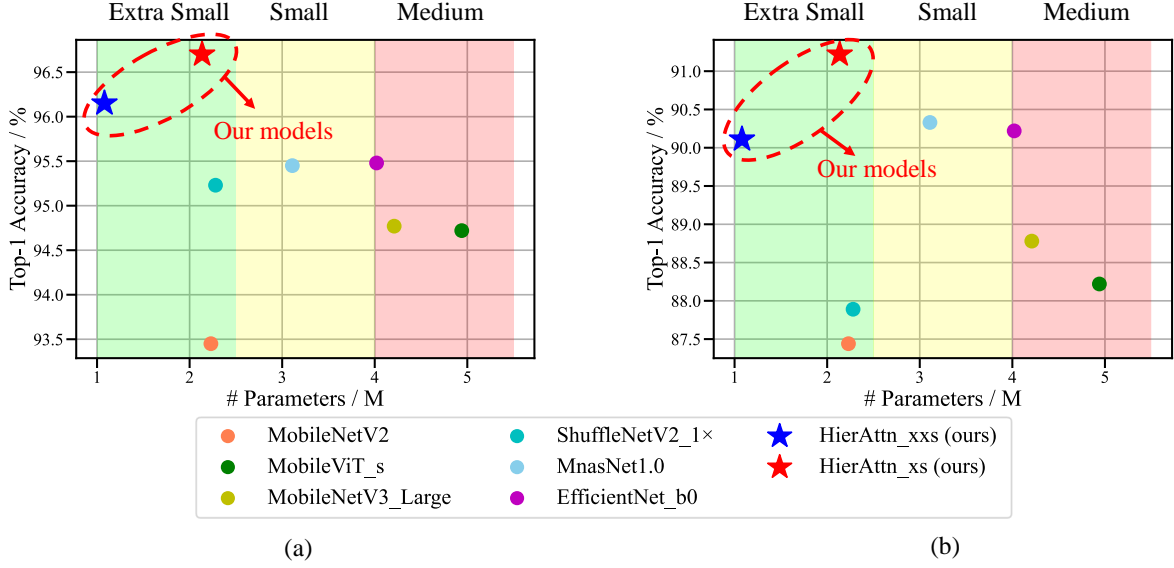 Extra Small Small Medium
Top-1 Accuracy / %
96.5
96.0
95.5
95.0
94.5
94.0
93.5
Our models
1 2 3 4 5
# Parameters / M
Extra Small Small Medium
Top-1 Accuracy / %
91.0
90.5
90.0
89.5
89.0
88.5
88.0
87.5
Our models
1 2 3 4 5
# Parameters / M
MobileNetV2 ShuffleNetV2_1× HierAttn_xxs (ours)
MobileViT_s MnasNet1.0 HierAttn_xs (ours)
MobileNetV3_Large EfficientNet_b0
(a) (b)